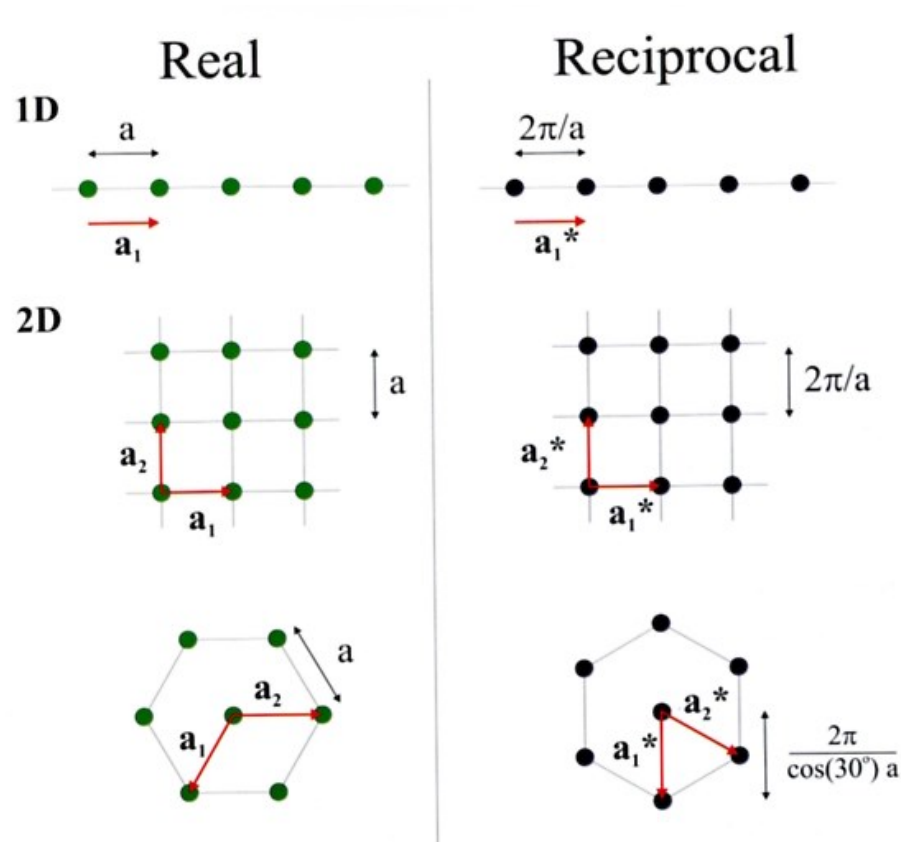 Real
Reciprocal
1D
a
2π/a
a₁
a₁*
2D
a
2π/a
a₂
a₂*
a₁
a₁*
a
a₂
a₂*
a₁
a₁*
2π
cos(30°) a